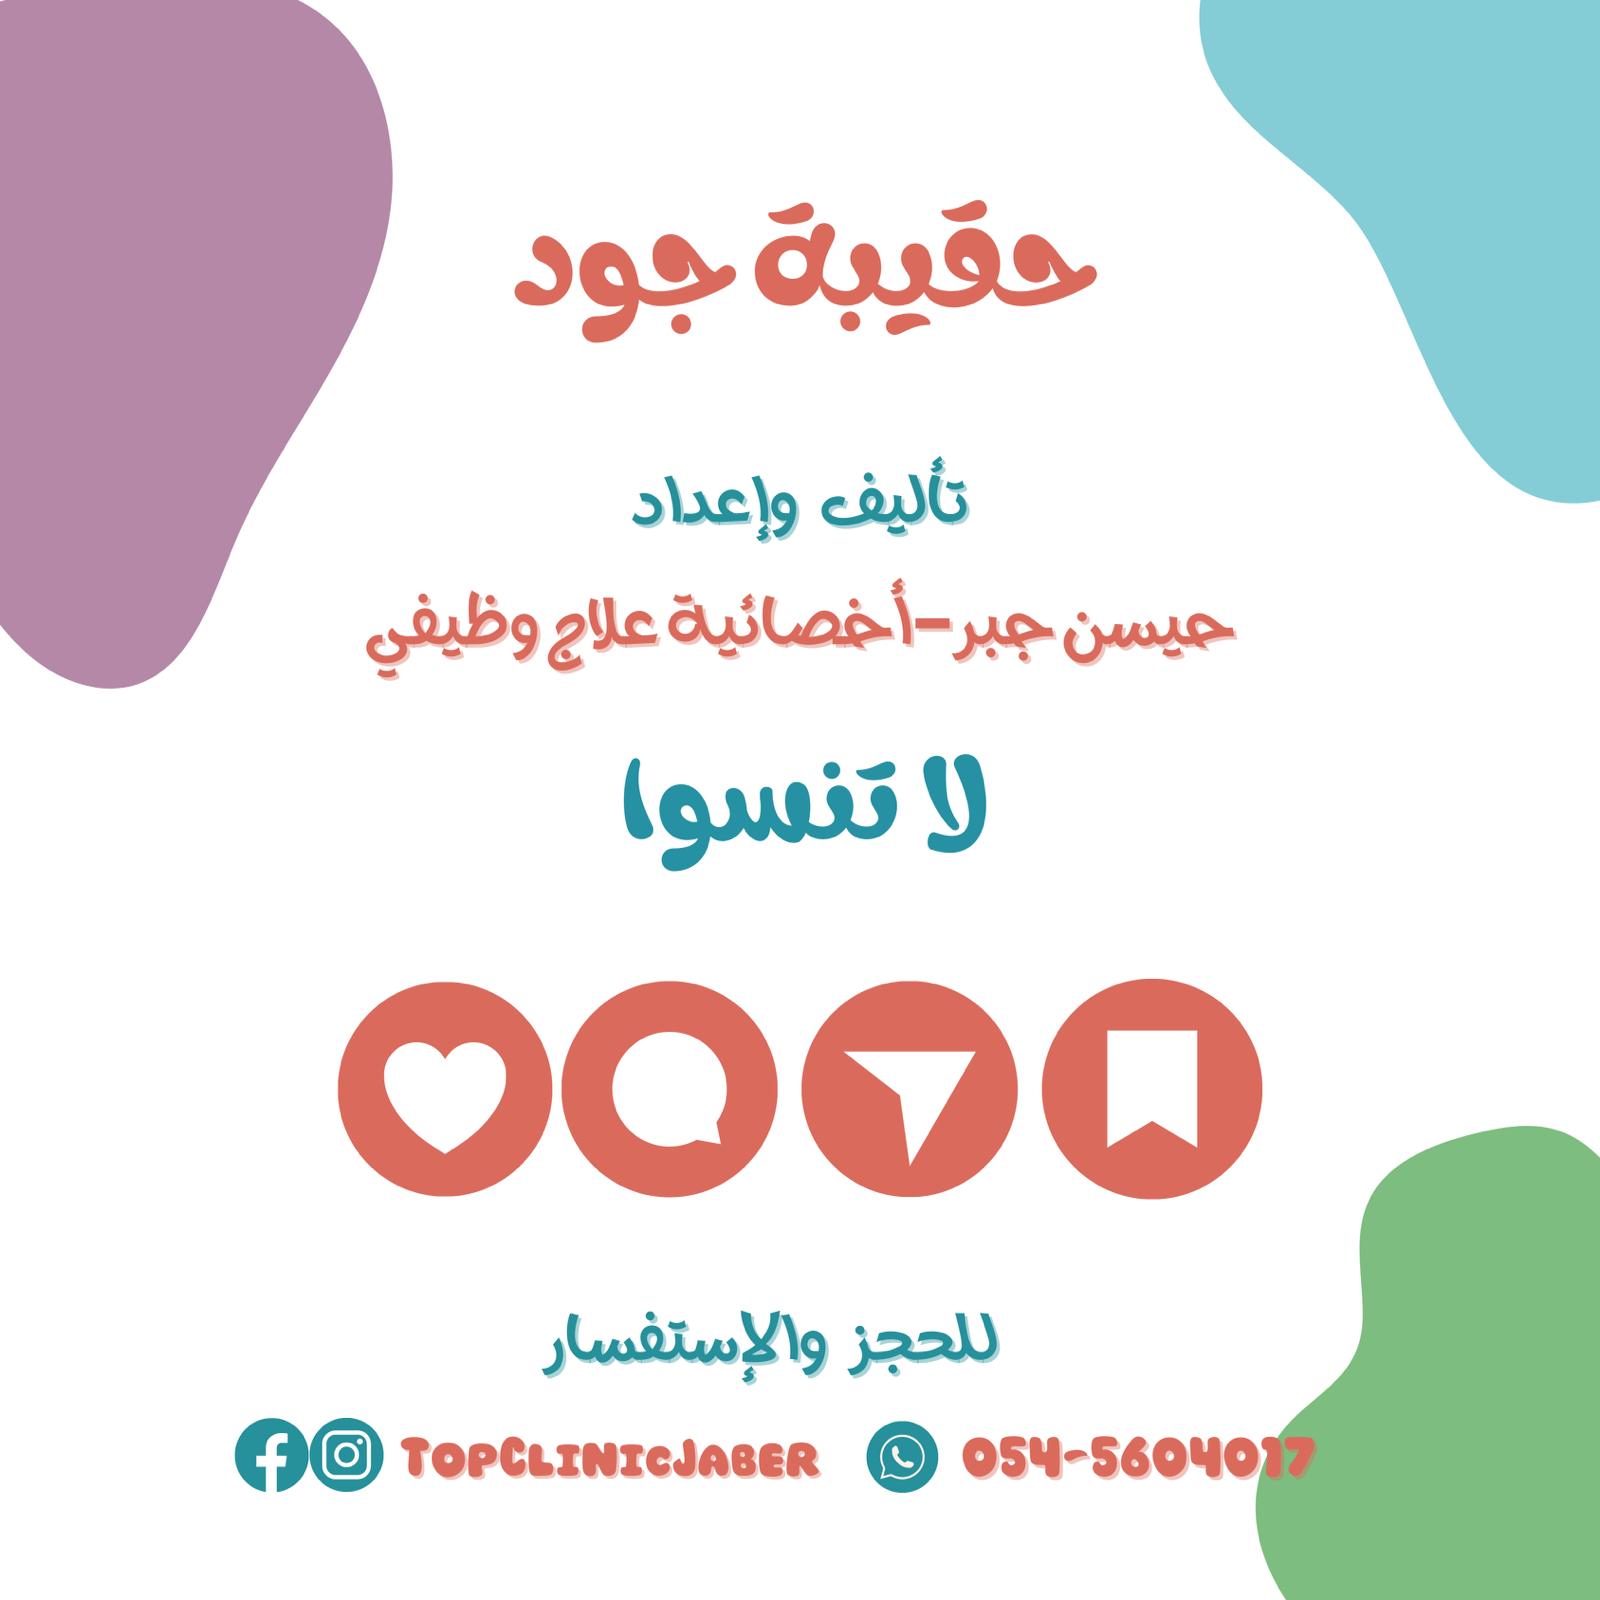 حقيبة جود
تأليف وإعداد
حيسن جبر-أخصائية علاج وظيفي
لا تنسوا
للحجز والإستفسار
TopClinicJaber 054-5604017